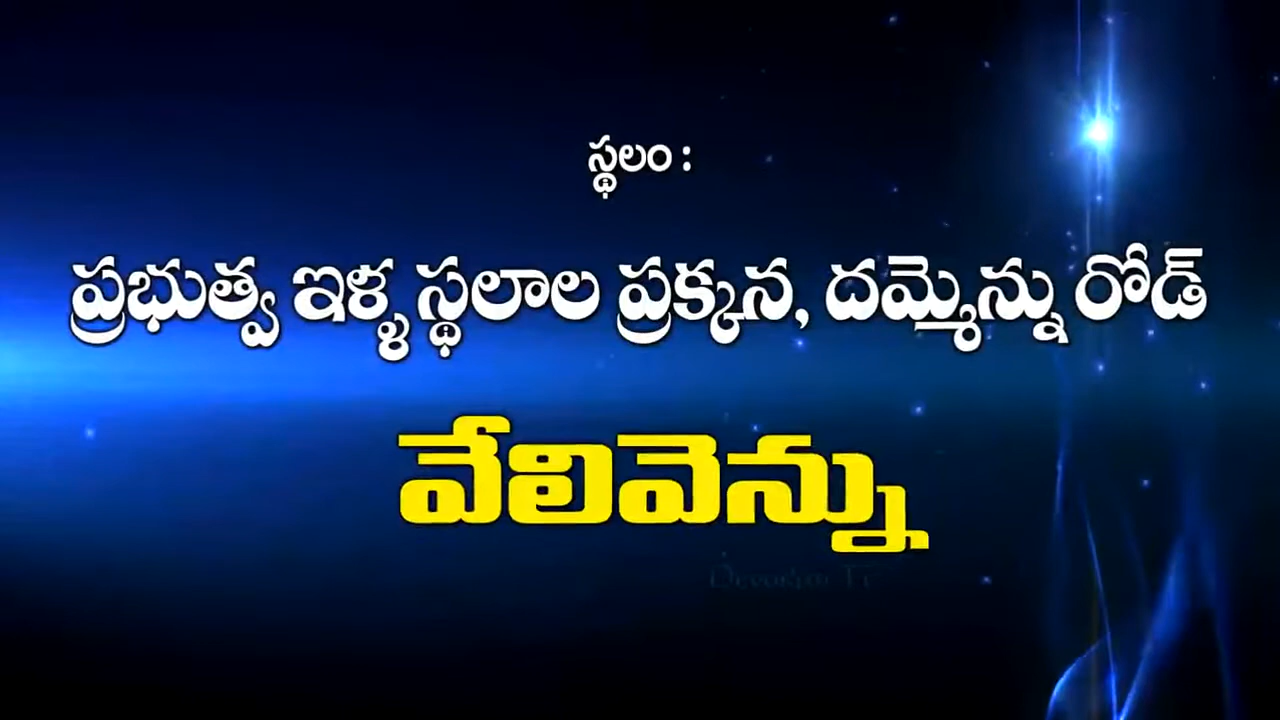 స్థలం :
ప్రభుత్వ ఇళ్ళ స్థలాల ప్రక్కన, దమ్మెన్ను రోడ్
వేలివెన్ను